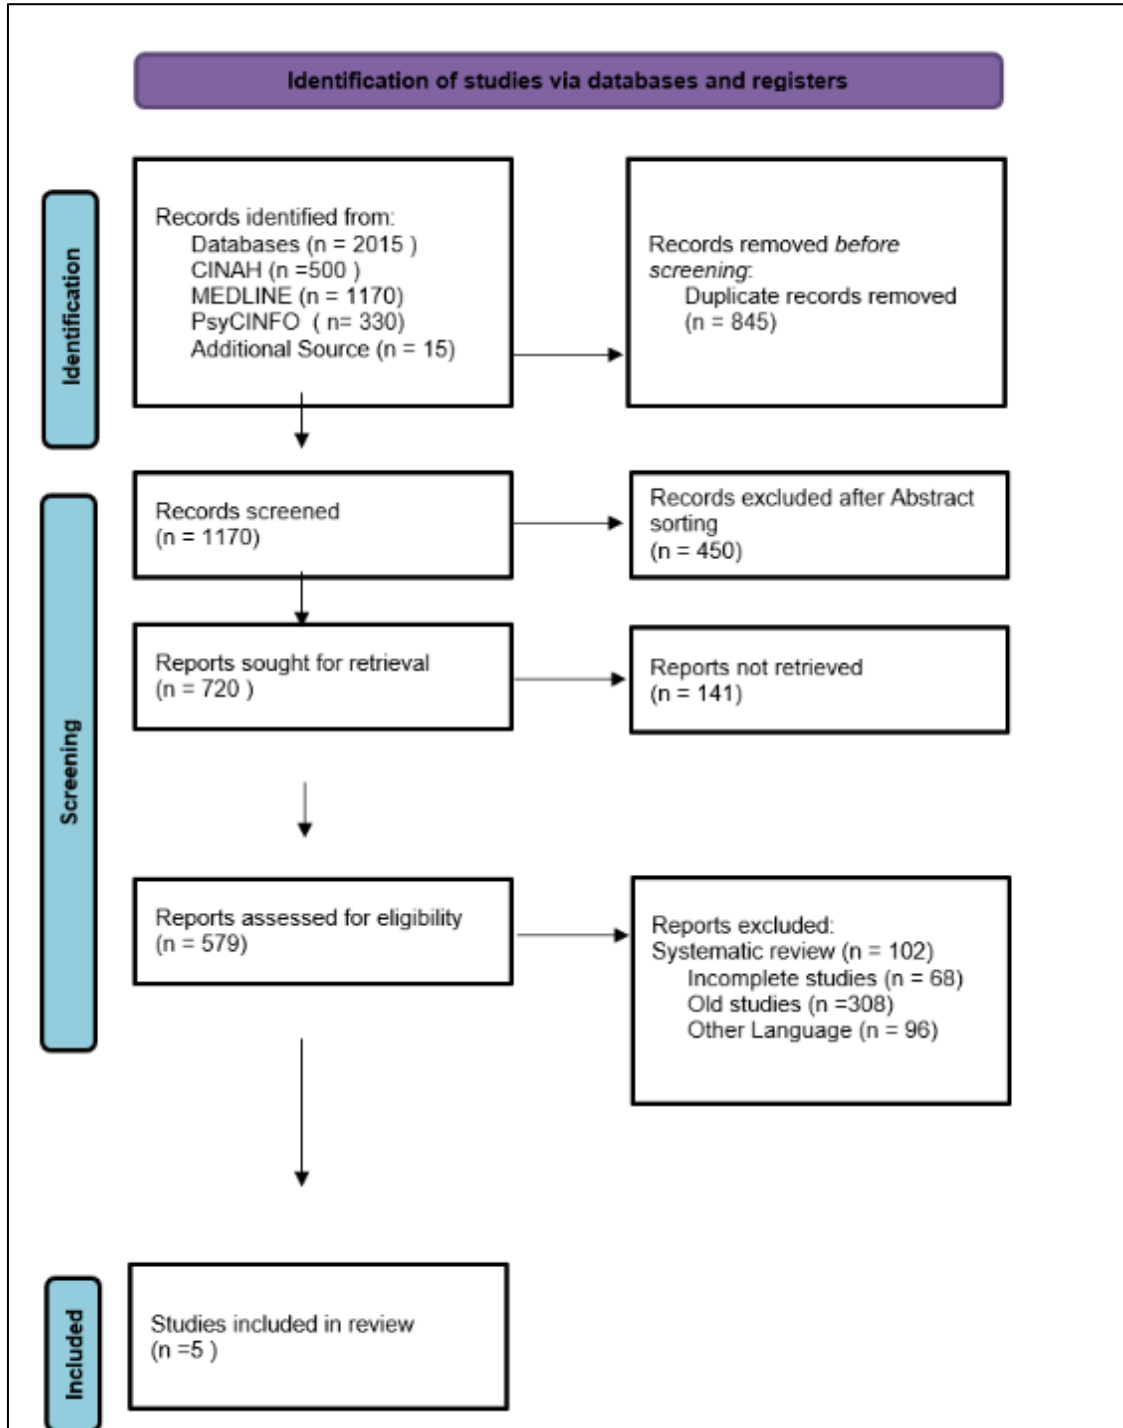 Identification of studies via databases and registers
Identification
Records identified from:
Databases (n = 2015 )
CINAH (n =500 )
MEDLINE (n = 1170)
PsyCINFO ( n= 330)
Additional Source (n = 15)
Records removed before
screening:
Duplicate records removed
(n = 845)
Screening
Records screened
(n = 1170)
Records excluded after Abstract
sorting
(n = 450)
Reports sought for retrieval
(n = 720 )
Reports not retrieved
(n = 141)
Reports assessed for eligibility
(n = 579)
Reports excluded:
Systematic review (n = 102)
Incomplete studies (n = 68)
Old studies (n =308)
Other Language (n = 96)
Included
Studies included in review
(n =5 )